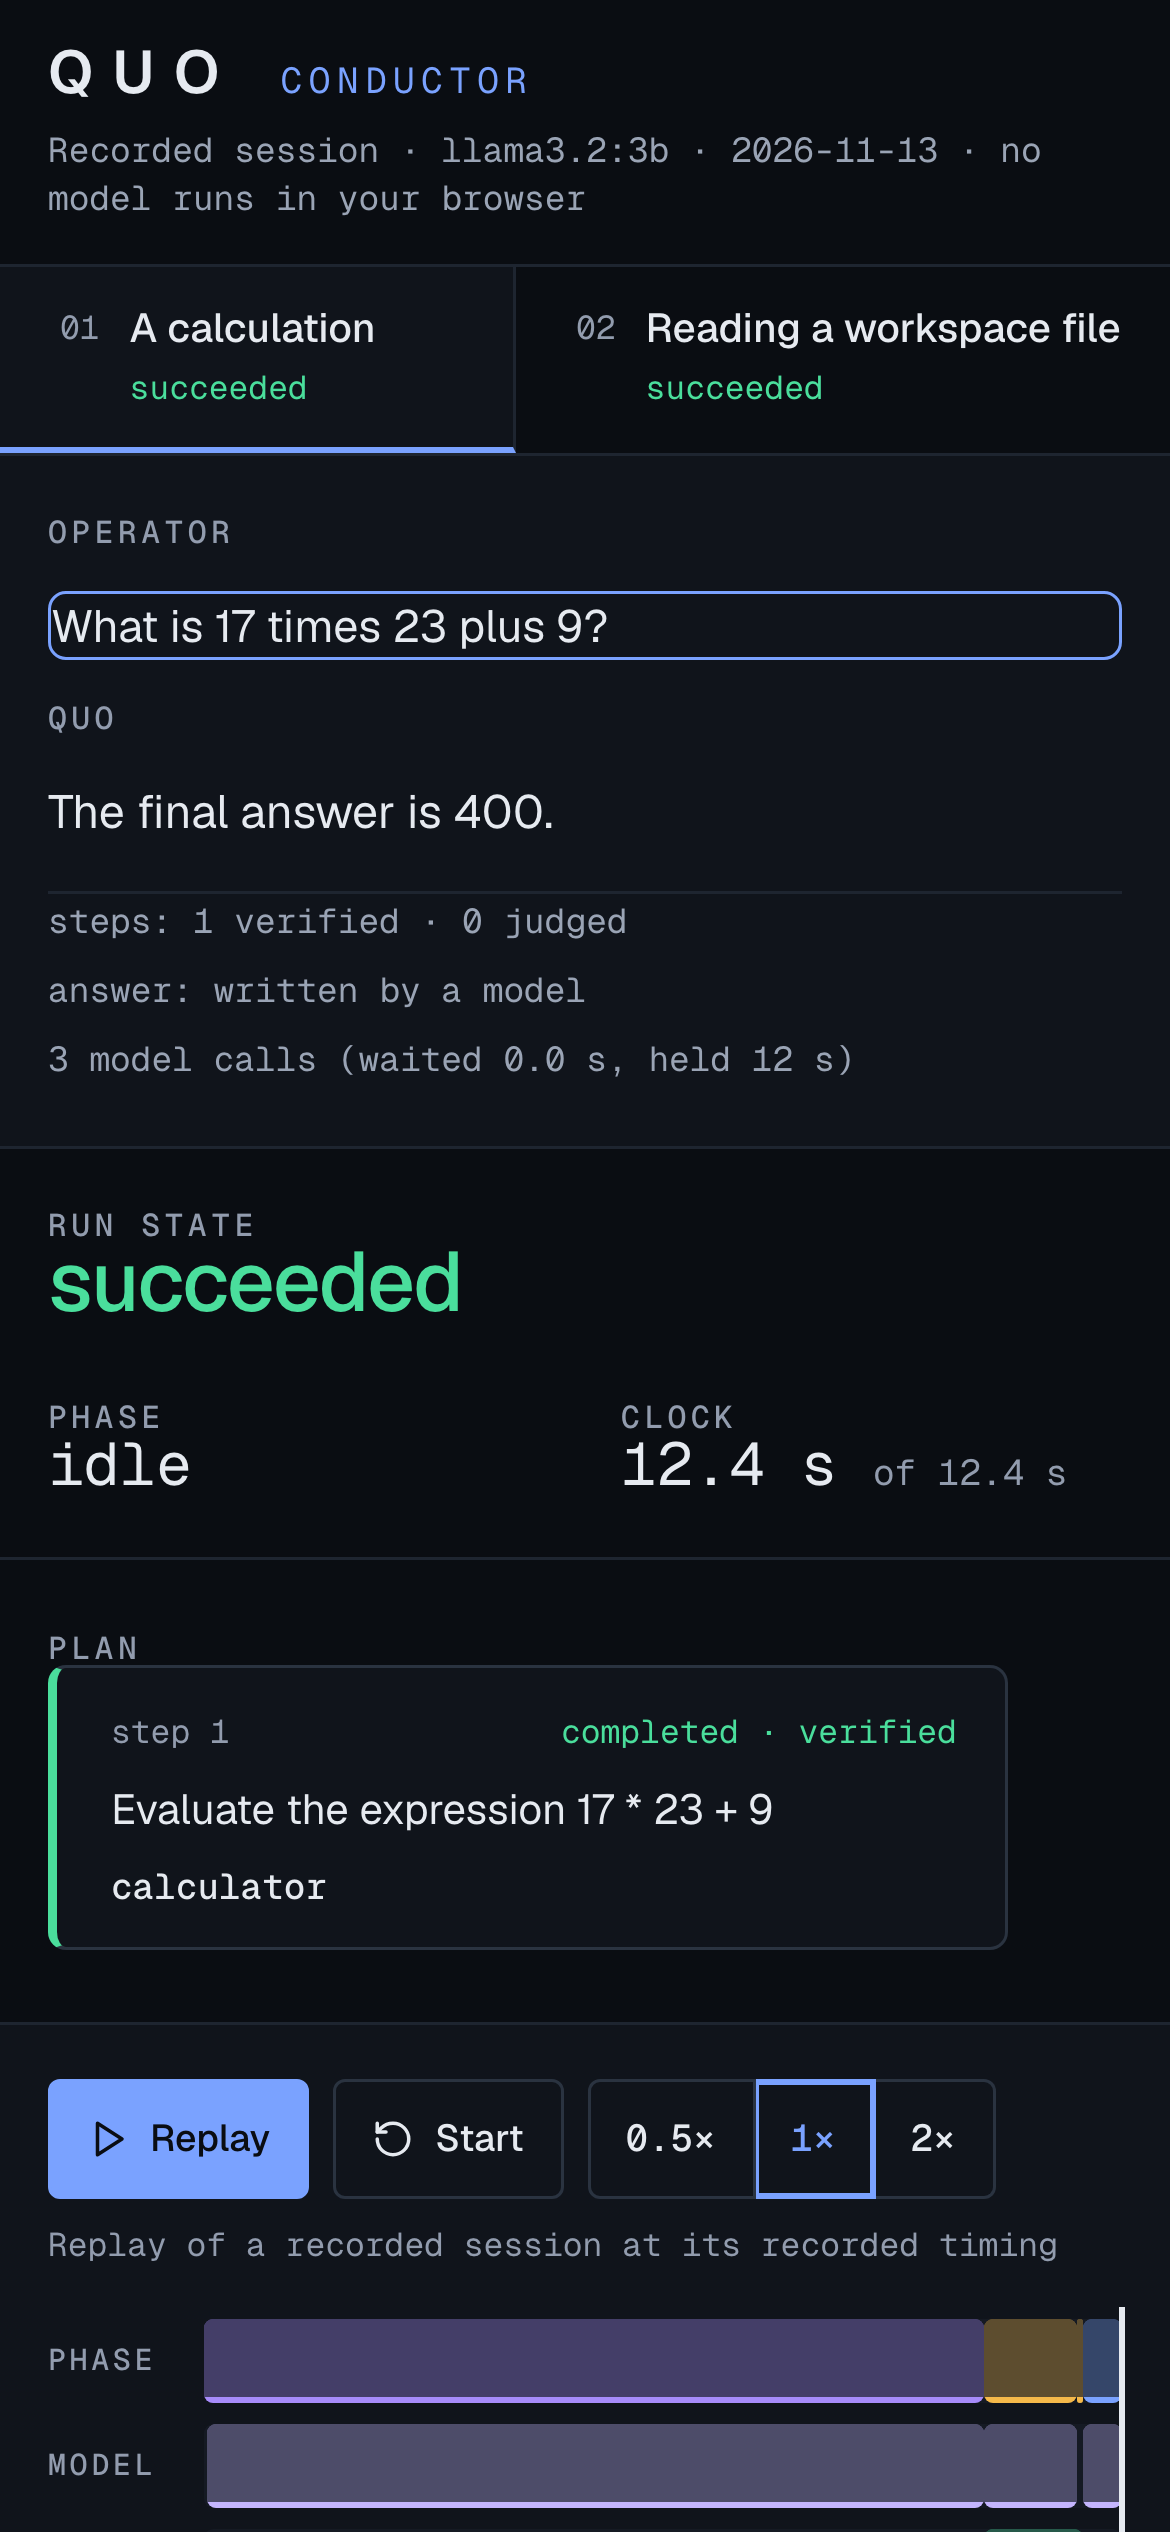 QUO CONDUCTOR
Recorded session · llama3.2:3b · 2026-11-13 · no
model runs in your browser
01 A calculation
succeeded
02 Reading a workspace file
succeeded
OPERATOR
What is 17 times 23 plus 9?
QUO
The final answer is 400.
steps: 1 verified · 0 judged
answer: written by a model
3 model calls (waited 0.0 s, held 12 s)
RUN STATE
succeeded
PHASE
idle
CLOCK
12.4 s of 12.4 s
PLAN
step 1 completed · verified
Evaluate the expression 17 * 23 + 9
calculator
Replay Start 0.5× 1× 2×
Replay of a recorded session at its recorded timing
PHASE
MODEL